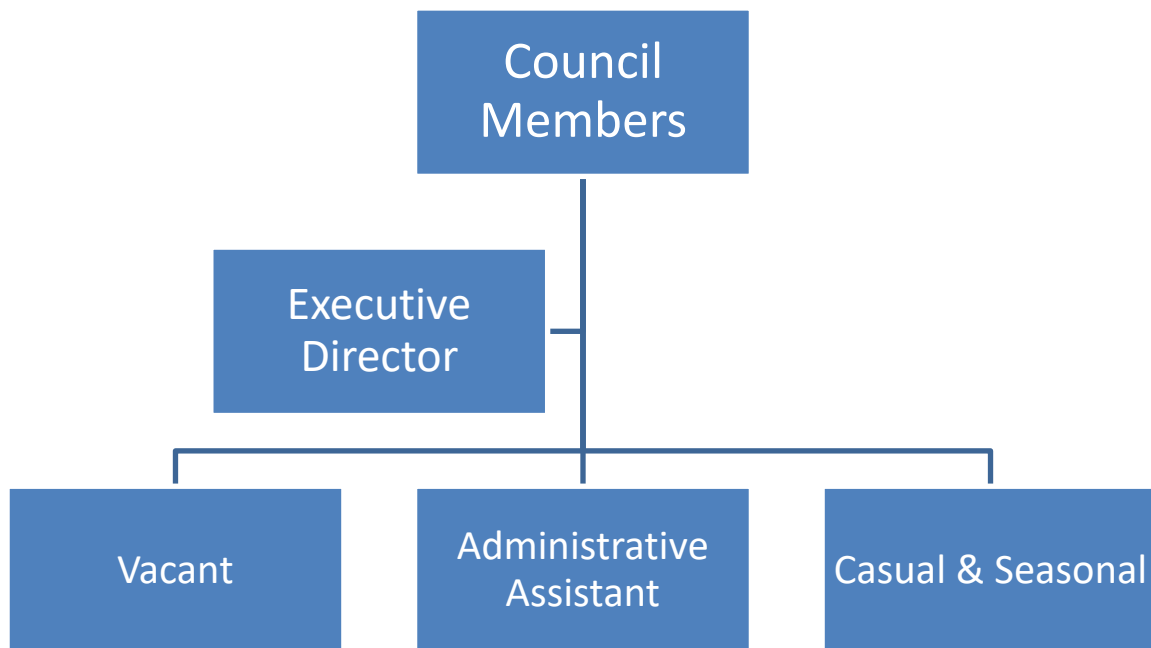 Council
Members
Executive
Director
Vacant
Administrative
Assistant
Casual & Seasonal